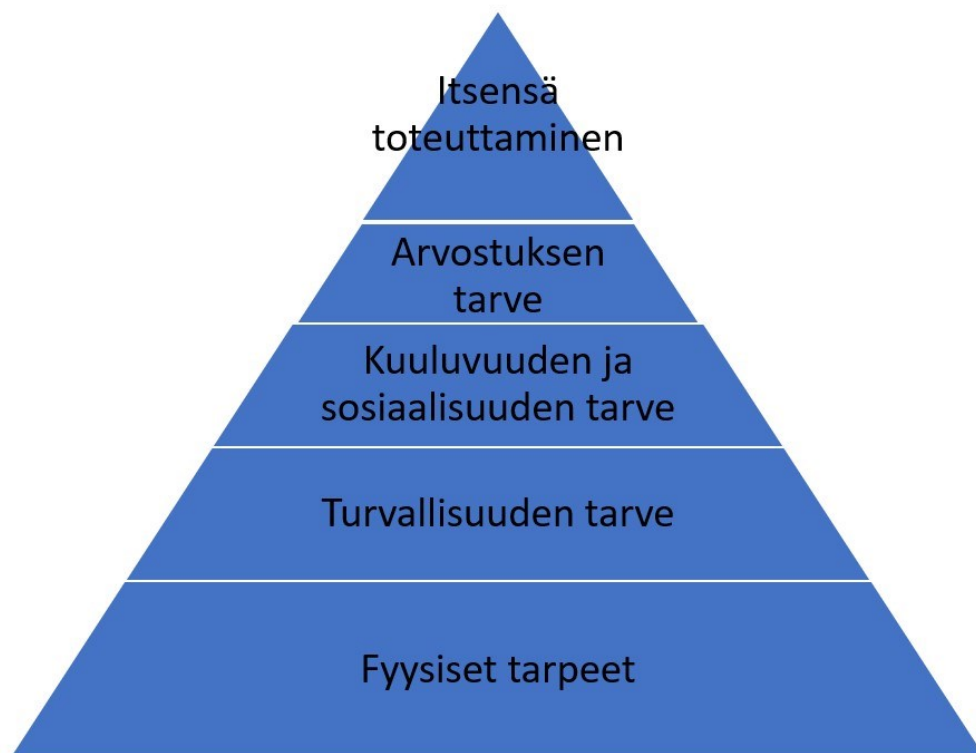 Itsensä
toteuttaminen
Arvostuksen
tarve
Kuuluvuuden ja
sosiaalisuuden tarve
Turvallisuuden tarve
Fyysiset tarpeet